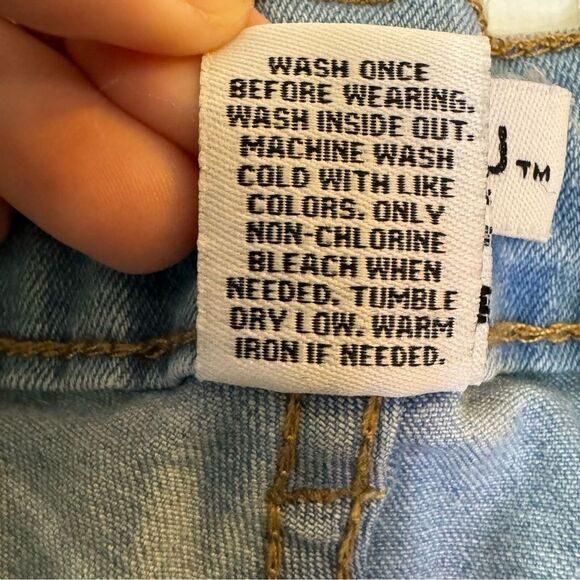 WASH ONCE
BEFORE WEARING.
WASH INSIDE OUT.
MACHINE WASH
COLD WITH LIKE
COLORS. ONLY
NON-CHLORINE
BLEACH WHEN
NEEDED. TUMBLE
DRY LOW. WARM
IRON IF NEEDED.
U™